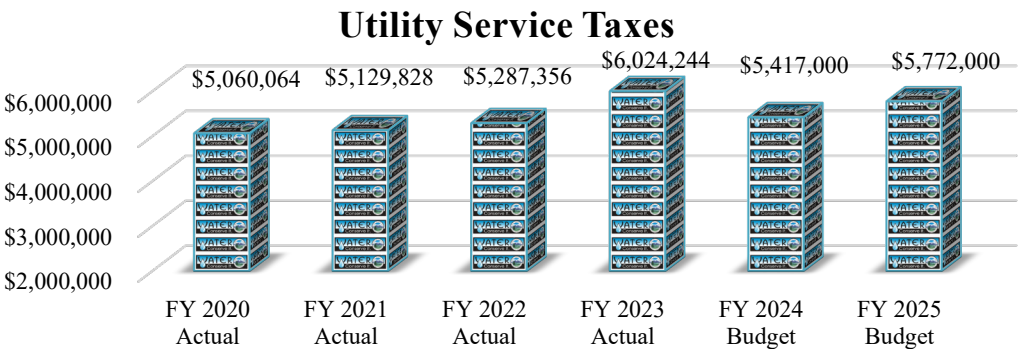 Utility Service Taxes
$5,060,064 $5,129,828 $5,287,356 $6,024,244 $5,417,000 $5,772,000
$6,000,000
$5,000,000
$4,000,000
$3,000,000
$2,000,000
FY 2020 FY 2021 FY 2022 FY 2023 FY 2024 FY 2025
Actual Actual Actual Actual Budget Budget